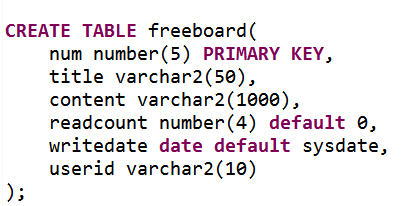 CREATE TABLE freeboard(
    num number(5) PRIMARY KEY,
    title varchar2(50),
    content varchar2(1000),
    readcount number(4) default 0,
    writedate date default sysdate,
    userid varchar2(10)
);